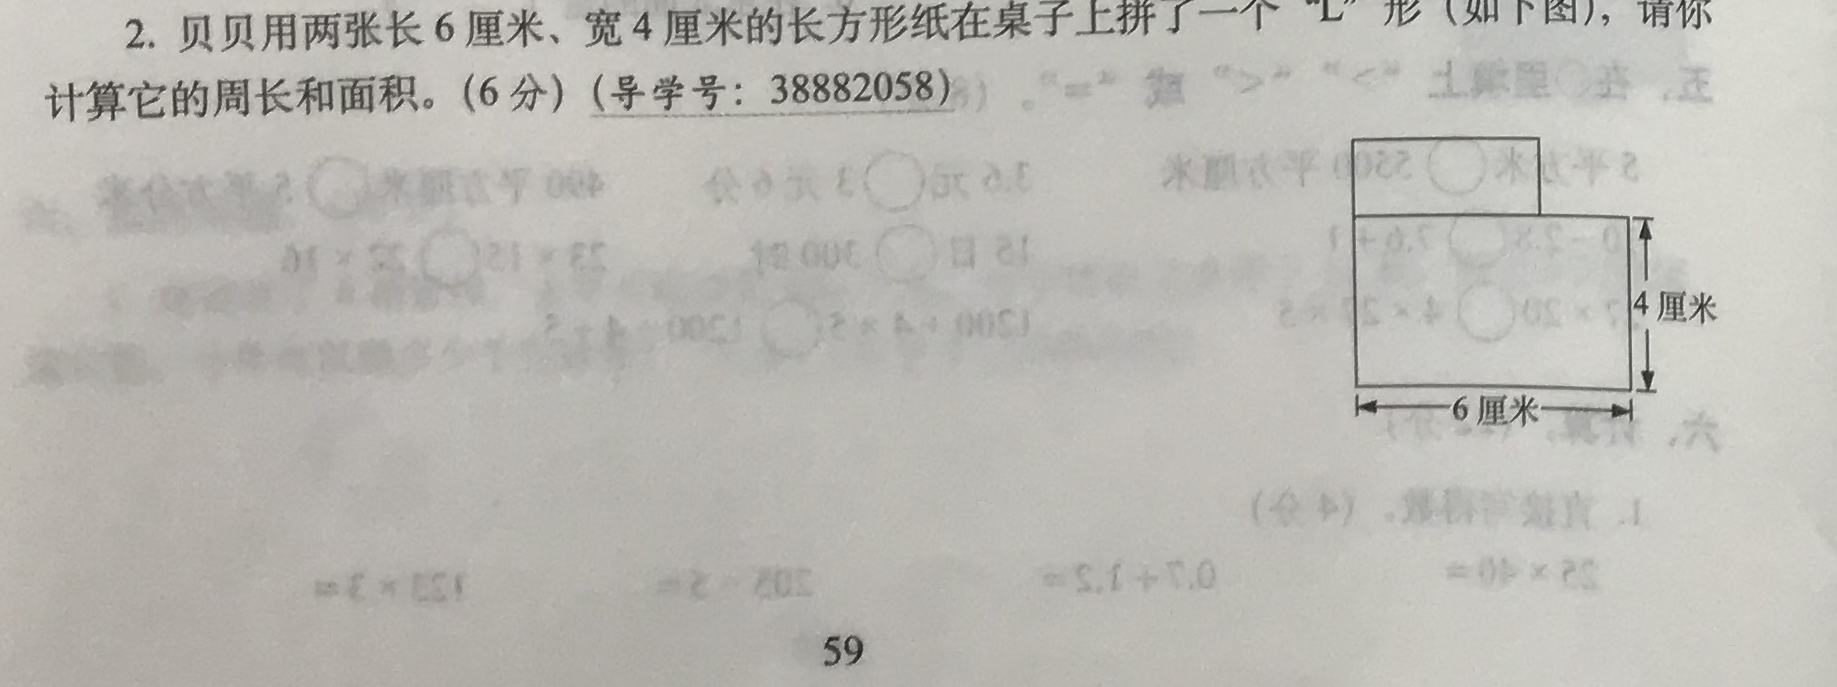 2. 贝贝用两张长 6 厘米、宽 4 厘米的长方形纸在桌子上拼了一个 “L” 形（如下图），请你
计算它的周长和面积。（6 分）（导学号：38882058）
4 厘米
6 厘米
59